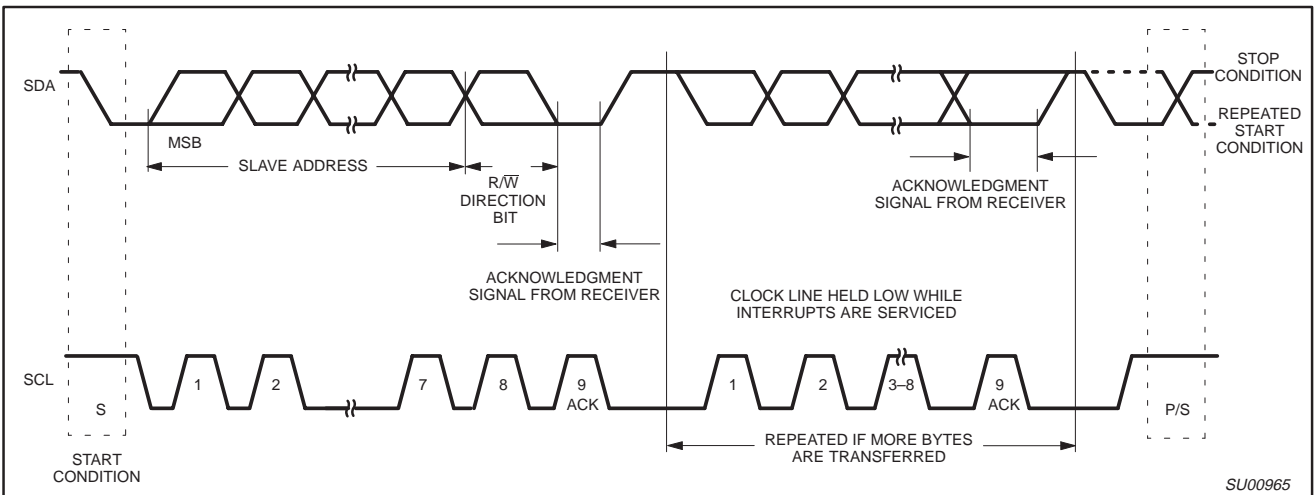 SDA
STOP
CONDITION
REPEATED
START
CONDITION
MSB
SLAVE ADDRESS
R/W̅
DIRECTION
BIT
ACKNOWLEDGMENT
SIGNAL FROM RECEIVER
ACKNOWLEDGMENT
SIGNAL FROM RECEIVER
CLOCK LINE HELD LOW WHILE
INTERRUPTS ARE SERVICED
SCL
S
1
2
7
8
9
ACK
1
2
3–8
9
ACK
P/S
START
CONDITION
REPEATED IF MORE BYTES
ARE TRANSFERRED
SU00965